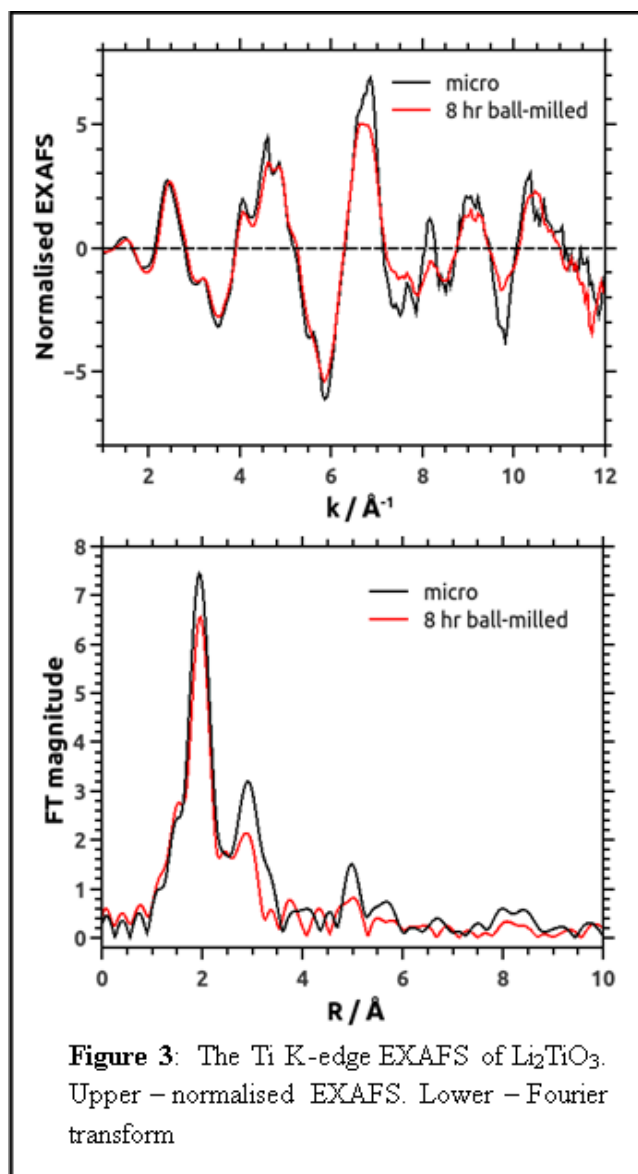 micro
8 hr ball-milled
Normalised EXAFS
5
0
−5
2 4 6 8 10 12
k / Å⁻¹
8
7
6
5
4
3
2
1
0
micro
8 hr ball-milled
FT magnitude
0 2 4 6 8 10
R / Å
Figure 3: The Ti K-edge EXAFS of Li₂TiO₃.
Upper – normalised EXAFS. Lower – Fourier
transform